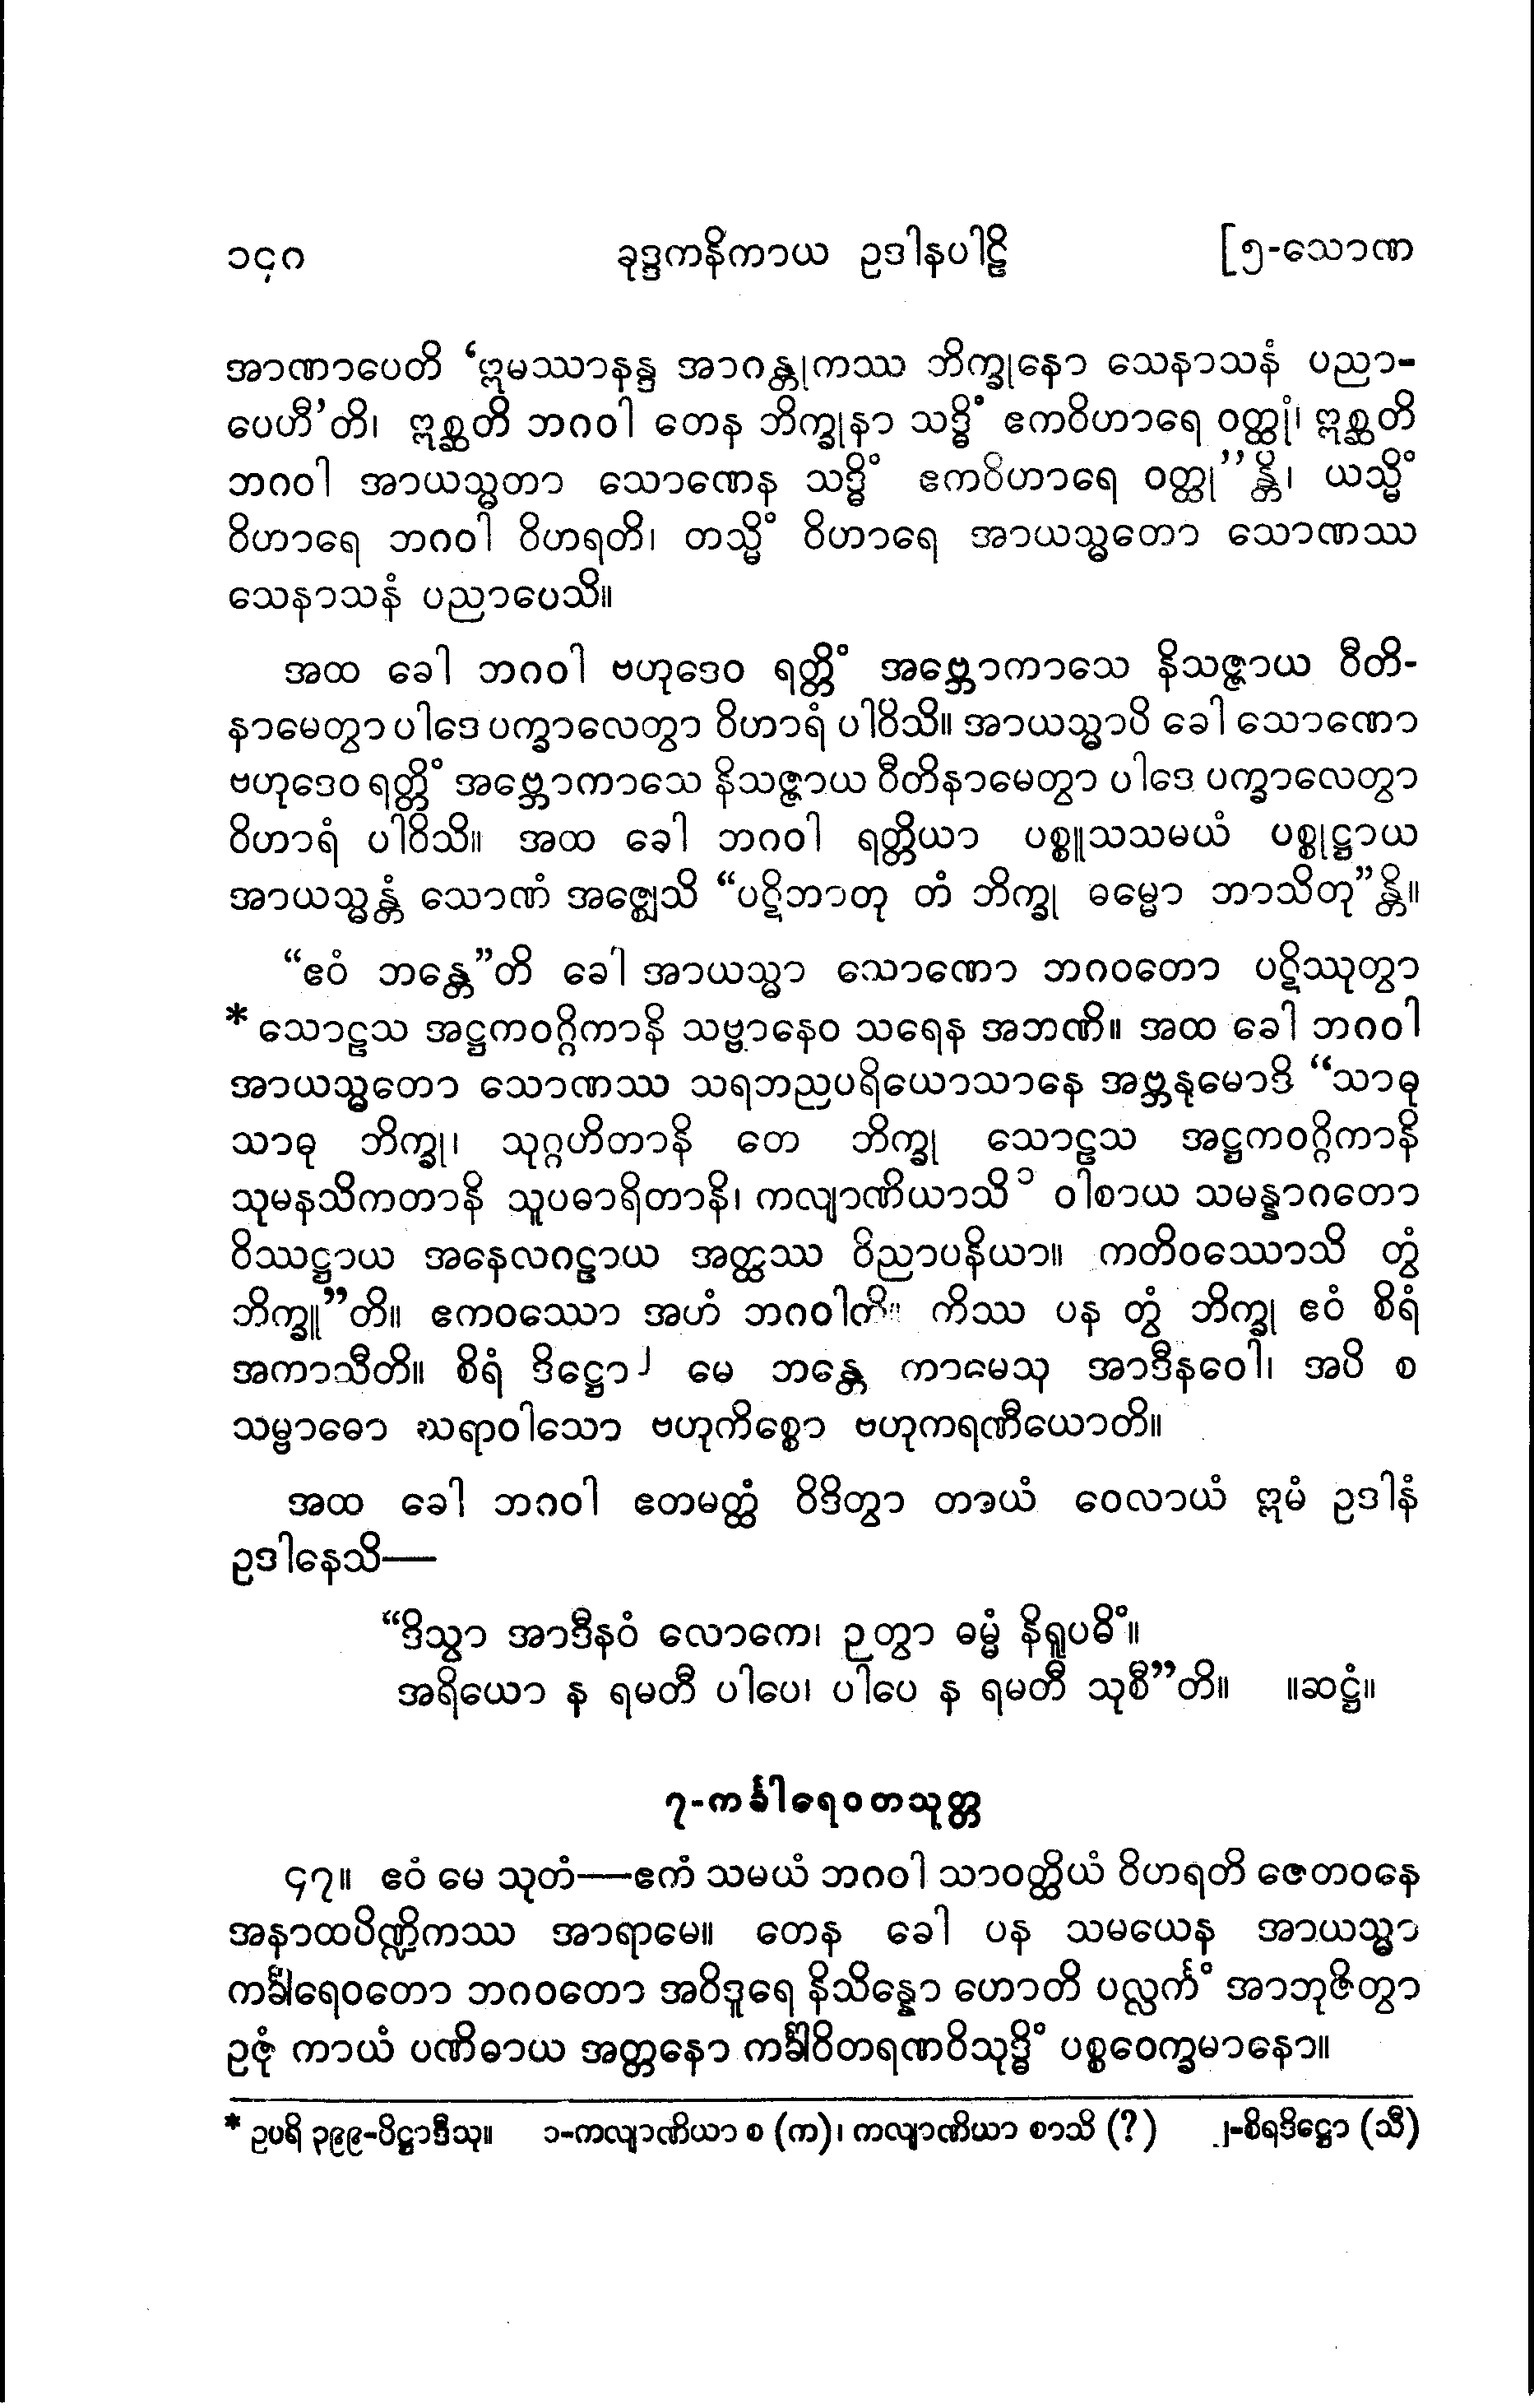 ၁၄၀ ခုဒ္ဒကနိကာယ ဥဒါနပါဠိ [၅-သောဏ
အာဏာပေတိ ‘ဣမဿာနန္ဒ အာဂန္တုကဿ ဘိက္ခုနော သေနာသနံ ပညာ-
ပေဟီ’တိ၊ ဣစ္ဆတိ ဘဂဝါ တေန ဘိက္ခုနာ သဒ္ဓိံ ဧကဝိဟာရေ ဝတ္ထုံ၊ ဣစ္ဆတိ
ဘဂဝါ အာယသ္မတာ သောဏေန သဒ္ဓိံ ဧကဝိဟာရေ ဝတ္ထု”န္တိ၊ ယသ္မိံ
ဝိဟာရေ ဘဂဝါ ဝိဟရတိ၊ တသ္မိံ ဝိဟာရေ အာယသ္မတော သောဏဿ
သေနာသနံ ပညာပေသိ။
အထ ခေါ ဘဂဝါ ဗဟုဒေဝ ရတ္တိံ အဗ္ဘောကာသေ နိသဇ္ဇာယ ဝီတိ-
နာမေတွာ ပါဒေ ပက္ခာလေတွာ ဝိဟာရံ ပါဝိသိ။ အာယသ္မာပိ ခေါ သောဏော
ဗဟုဒေဝ ရတ္တိံ အဗ္ဘောကာသေ နိသဇ္ဇာယ ဝီတိနာမေတွာ ပါဒေ ပက္ခာလေတွာ
ဝိဟာရံ ပါဝိသိ။ အထ ခေါ ဘဂဝါ ရတ္တိယာ ပစ္စူသသမယံ ပစ္စုဋ္ဌာယ
အာယသ္မန္တံ သောဏံ အဇ္ဈေသိ “ပဋိဘာတု တံ ဘိက္ခု ဓမ္မော ဘာသိတု”န္တိ။
“ဧဝံ ဘန္တေ”တိ ခေါ အာယသ္မာ သောဏော ဘဂဝတော ပဋိဿုတွာ
* သောဠသ အဋ္ဌကဝဂ္ဂိကာနိ သဗ္ဗာနေဝ သရေန အဘဏိ။ အထ ခေါ ဘဂဝါ
အာယသ္မတော သောဏဿ သရဘညပရိယောသာနေ အဗ္ဘနုမောဒိ “သာဓု
သာဓု ဘိက္ခု၊ သုဂ္ဂဟိတာနိ တေ ဘိက္ခု သောဠသ အဋ္ဌကဝဂ္ဂိကာနိ
သုမနသိကတာနိ သူပဓာရိတာနိ၊ ကလျာဏိယာသိ ၁ ဝါစာယ သမန္နာဂတော
ဝိဿဋ္ဌာယ အနေလဂဠာယ အတ္ထဿ ဝိညာပနိယာ။ ကတိဝဿောသိ တွံ
ဘိက္ခူ”တိ။ ဧကဝဿော အဟံ ဘဂဝါတိ။ ကိဿ ပန တွံ ဘိက္ခု ဧဝံ စိရံ
အကာသီတိ။ စိရံ ဒိဋ္ဌော ၂ မေ ဘန္တေ ကာမေသု အာဒီနဝေါ၊ အပိ စ
သမ္ဗာဓော ဃရာဝါသော ဗဟုကိစ္စော ဗဟုကရဏီယောတိ။
အထ ခေါ ဘဂဝါ ဧတမတ္ထံ ဝိဒိတွာ တာယံ ဝေလာယံ ဣမံ ဥဒါနံ
ဥဒါနေသိ—
“ဒိသွာ အာဒီနဝံ လောကေ၊ ဉတွာ ဓမ္မံ နိရူပဓိံ။
အရိယော န ရမတီ ပါပေ၊ ပါပေ န ရမတီ သုစီ”တိ။ ။ဆဋ္ဌံ။
၇-ကင်္ခါရေဝတသုတ္တ
၄၇။ ဧဝံ မေ သုတံ—ဧကံ သမယံ ဘဂဝါ သာဝတ္ထိယံ ဝိဟရတိ ဇေတဝနေ
အနာထပိဏ္ဍိကဿ အာရာမေ။ တေန ခေါ ပန သမယေန အာယသ္မာ
ကင်္ခါရေဝတော ဘဂဝတော အဝိဒူရေ နိသိန္နော ဟောတိ ပလ္လင်္ကံ အာဘုဇိတွာ
ဥဇုံ ကာယံ ပဏိဓာယ အတ္တနော ကင်္ခါဝိတရဏဝိသုဒ္ဓိံ ပစ္စဝေက္ခမာနော။
* ဥပရိ ၃၉၉-ပိဋ္ဌာဒီသု။ ၁-ကလျာဏိယာ စ (က)၊ ကလျာဏိယာ စာသိ (?) ၂-စိရဒိဋ္ဌော (သီ)